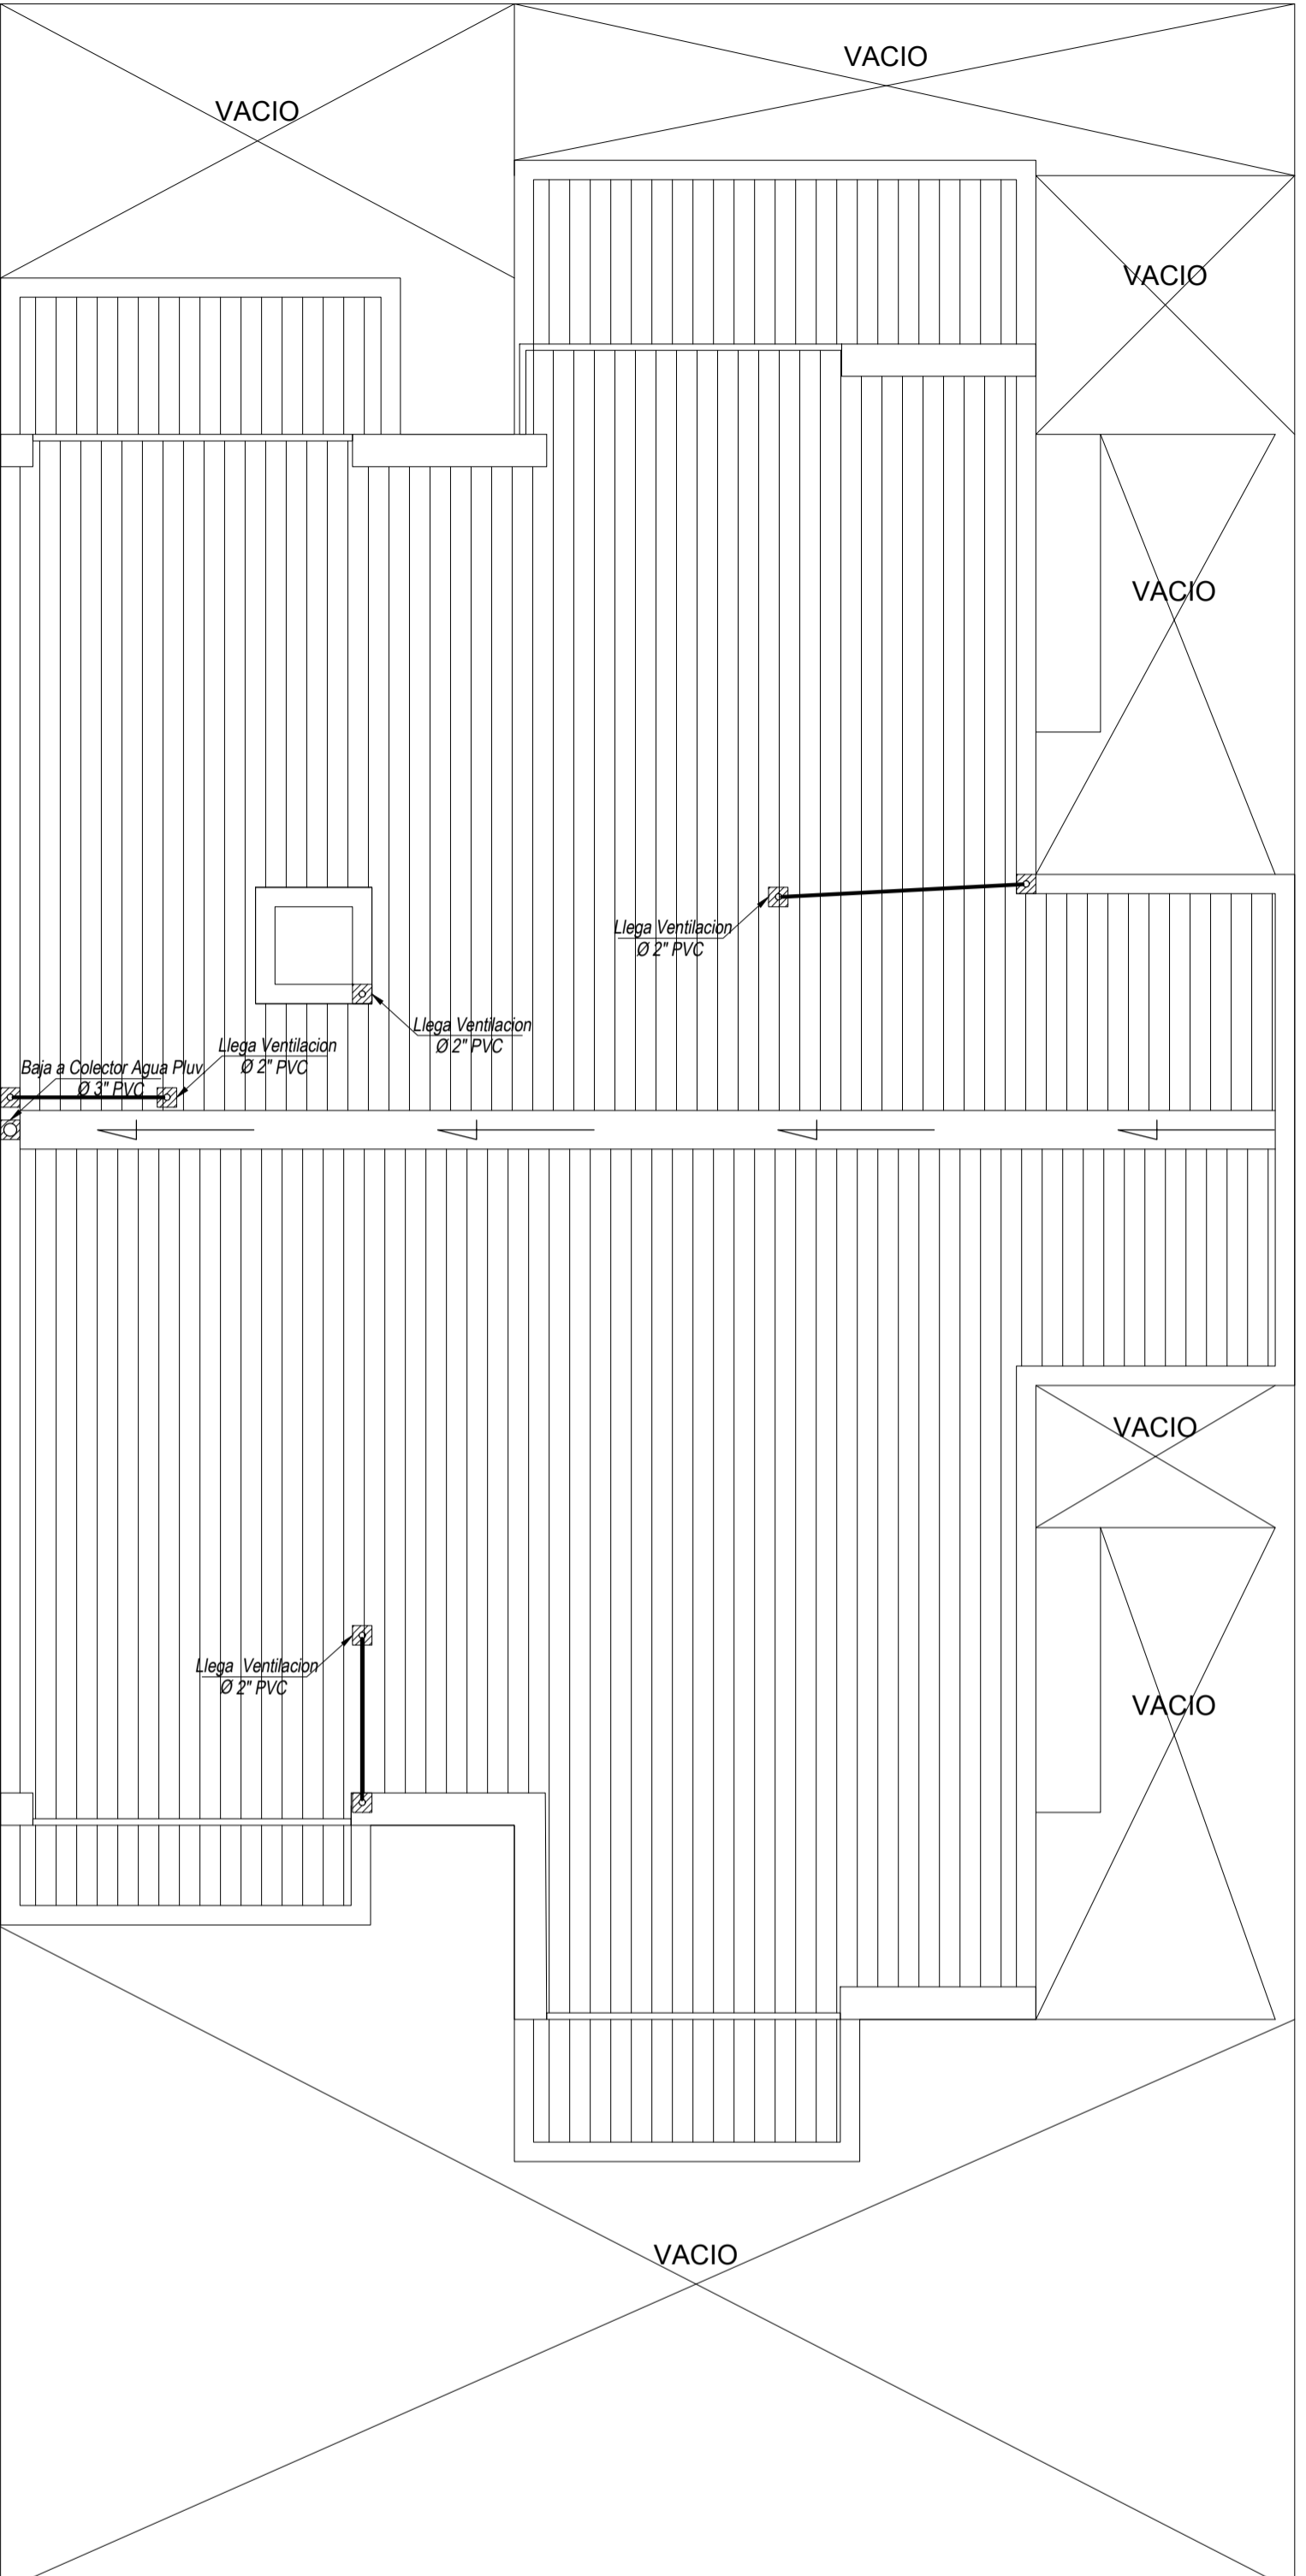 VACIO
VACIO
VACIO
VACIO
Llega Ventilacion
Ø 2" PVC
Llega Ventilacion
Ø 2" PVC
Llega Ventilacion
Ø 2" PVC
Baja a Colector Agua Pluv.
Ø 3" PVC
VACIO
Llega Ventilacion
Ø 2" PVC
VACIO
VACIO